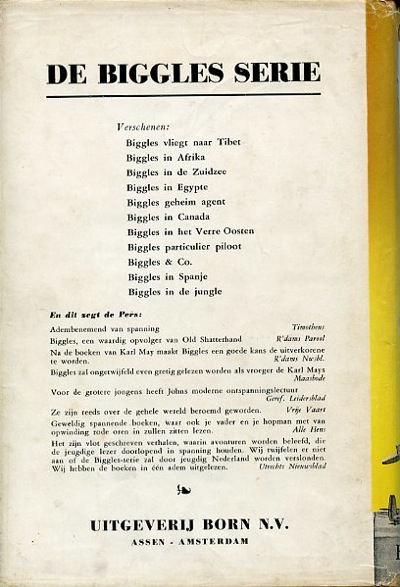 DE BIGGLES SERIE
Verschenen:
Biggles vliegt naar Tibet
Biggles in Afrika
Biggles in de Zuidzee
Biggles in Egypte
Biggles geheim agent
Biggles in Canada
Biggles in het Verre Oosten
Biggles particulier piloot
Biggles & Co.
Biggles in Spanje
Biggles in de jungle
En dit zegt de Pers:
Adembenemend van spanning Timotheus
Biggles, een waardig opvolger van Old Shatterhand R'dams Parool
Na de boeken van Karl May maakt Biggles een goede kans de uitverkorene
te worden. R'dams Nwsbl.
Biggles zal ongetwijfeld even gretig gelezen worden als vroeger de Karl Mays
Maasbode
Voor de grotere jongens heeft Johns moderne ontspanningslectuur
Geref. Leidersblad
Ze zijn reeds over de gehele wereld beroemd geworden. Vrije Vaart
Geweldig spannende boeken, waar ook je vader en je hopman met van
opwinding rode oren in zullen zitten lezen. Alle Hens
Het zijn vlot geschreven verhalen, waarin avonturen worden beleefd, die
de jeugdige lezer doorlopend in spanning houden. Wij twijfelen er niet
aan of de Biggles-serie zal door jeugdig Nederland worden verslonden.
Wij hebben de boeken in één adem uitgelezen. Utrechts Nieuwsblad
UITGEVERIJ BORN N.V.
ASSEN - AMSTERDAM